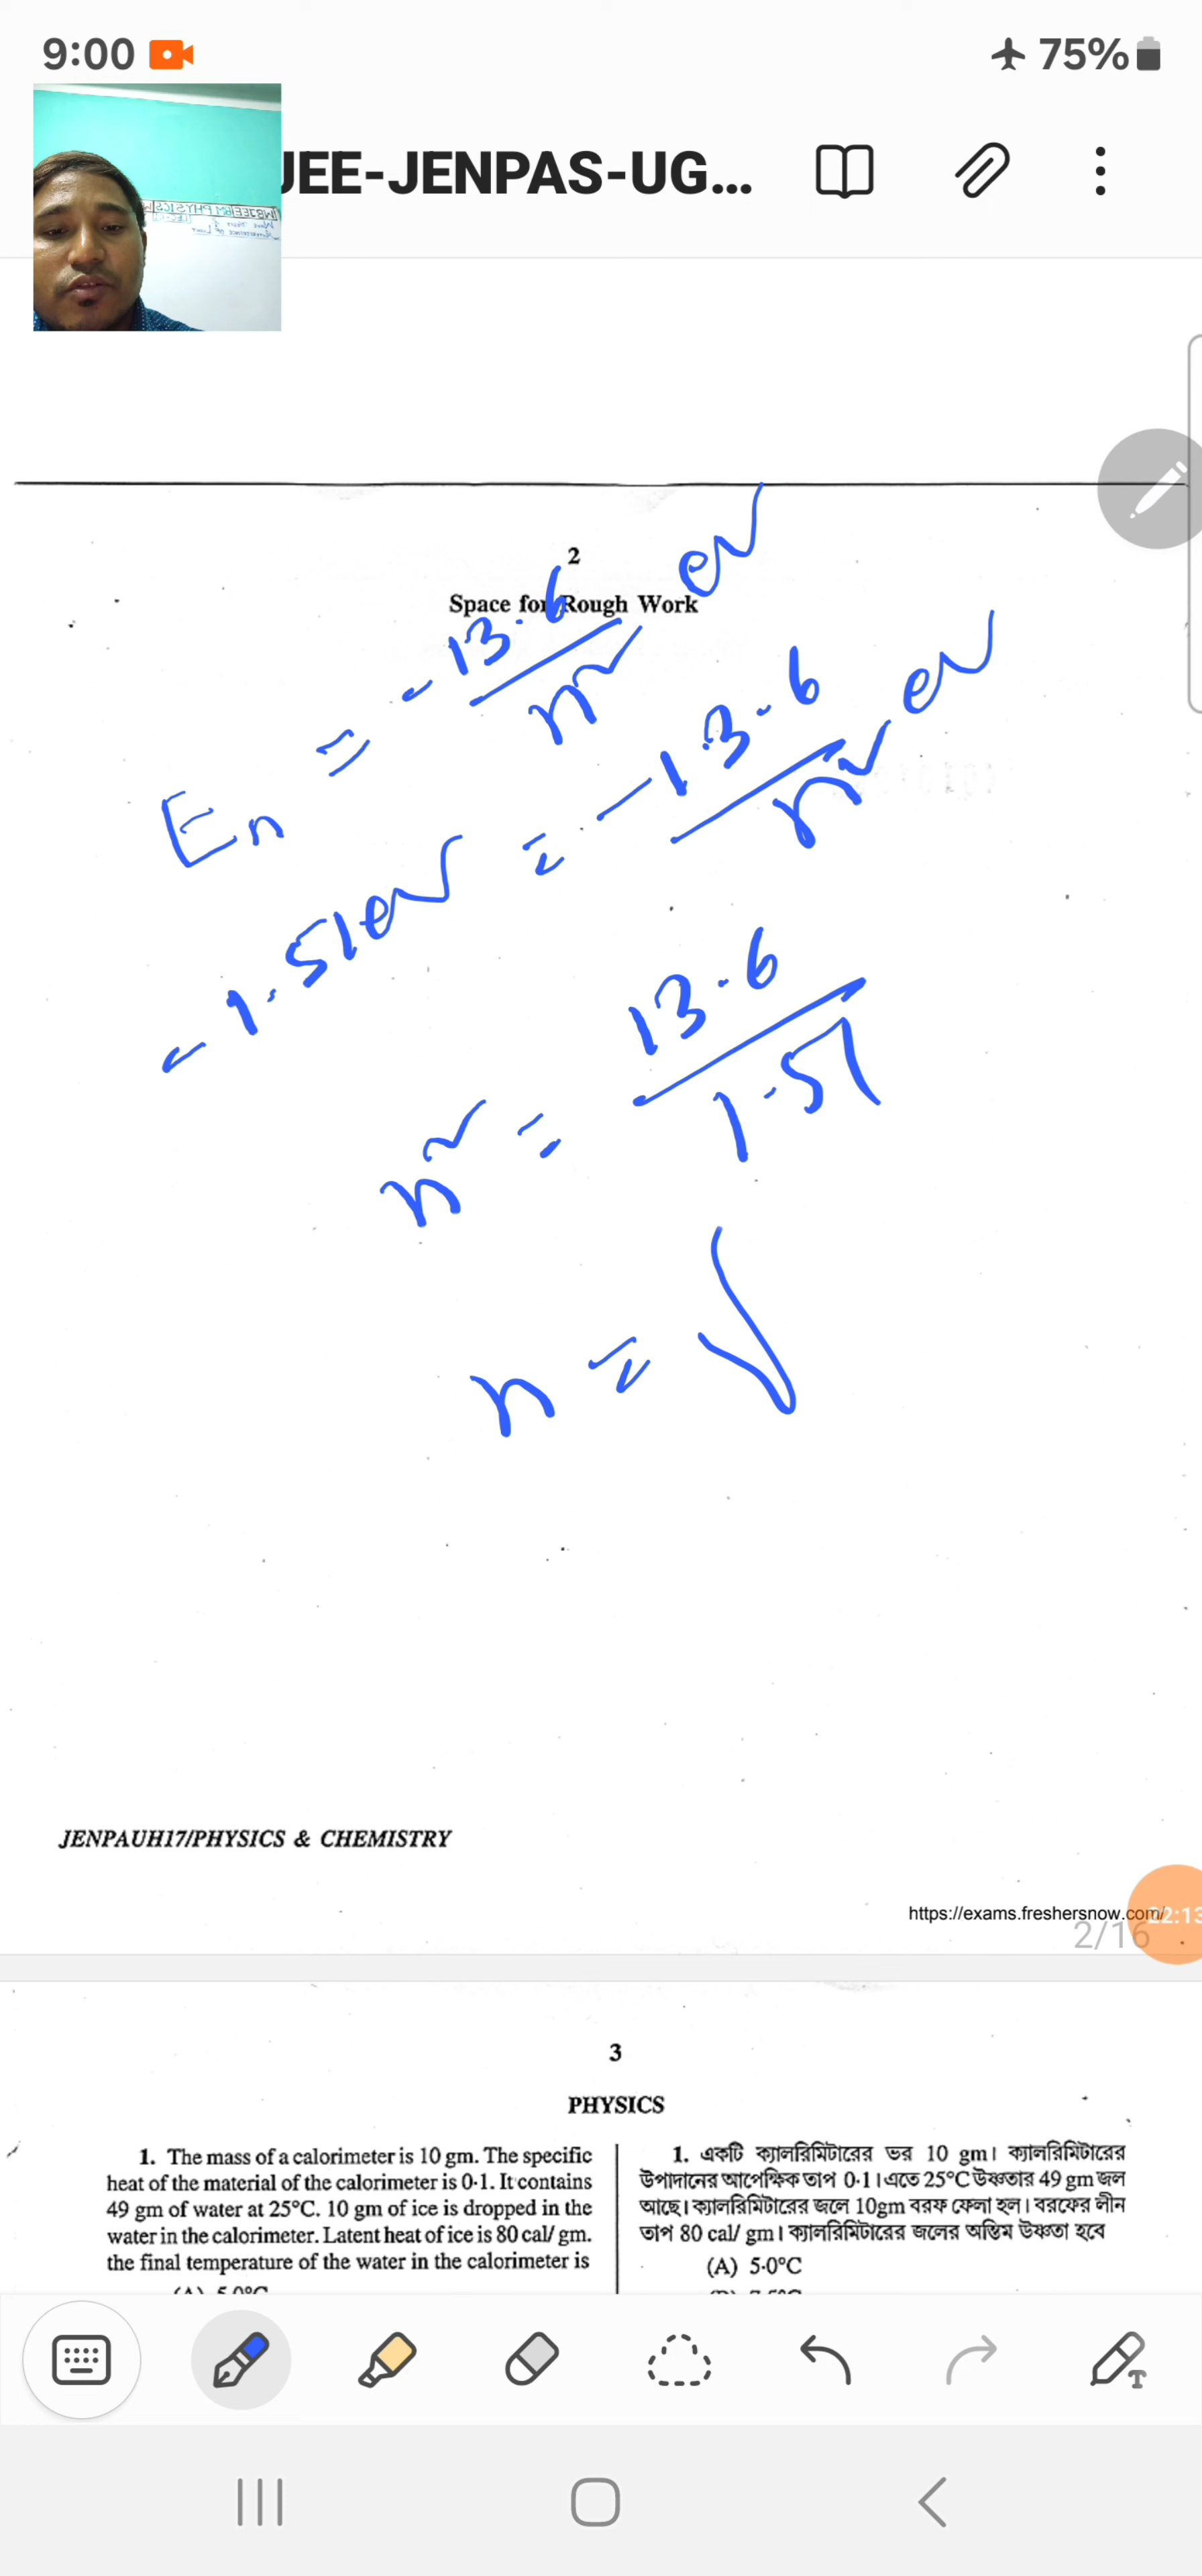 9:00
75%
JEE-JENPAS-UG...
2
Space for Rough Work
En = -13.6/n² ev
-1.51ev = -13.6/n² ev
n² = 13.6/1.51
n = √
JENPAUH17/PHYSICS & CHEMISTRY
https://exams.freshersnow.com/
2/16
22:13
3
PHYSICS
1. The mass of a calorimeter is 10 gm. The specific
heat of the material of the calorimeter is 0·1. It contains
49 gm of water at 25°C. 10 gm of ice is dropped in the
water in the calorimeter. Latent heat of ice is 80 cal/ gm.
the final temperature of the water in the calorimeter is
1. একটি ক্যালরিমিটারের ভর 10 gm। ক্যালরিমিটারের
উপাদানের আপেক্ষিক তাপ 0·1। এতে 25°C উষ্ণতার 49 gm জল
আছে। ক্যালরিমিটারের জলে 10gm বরফ ফেলা হল। বরফের লীন
তাপ 80 cal/ gm। ক্যালরিমিটারের জলের অন্তিম উষ্ণতা হবে
(A) 5·0°C